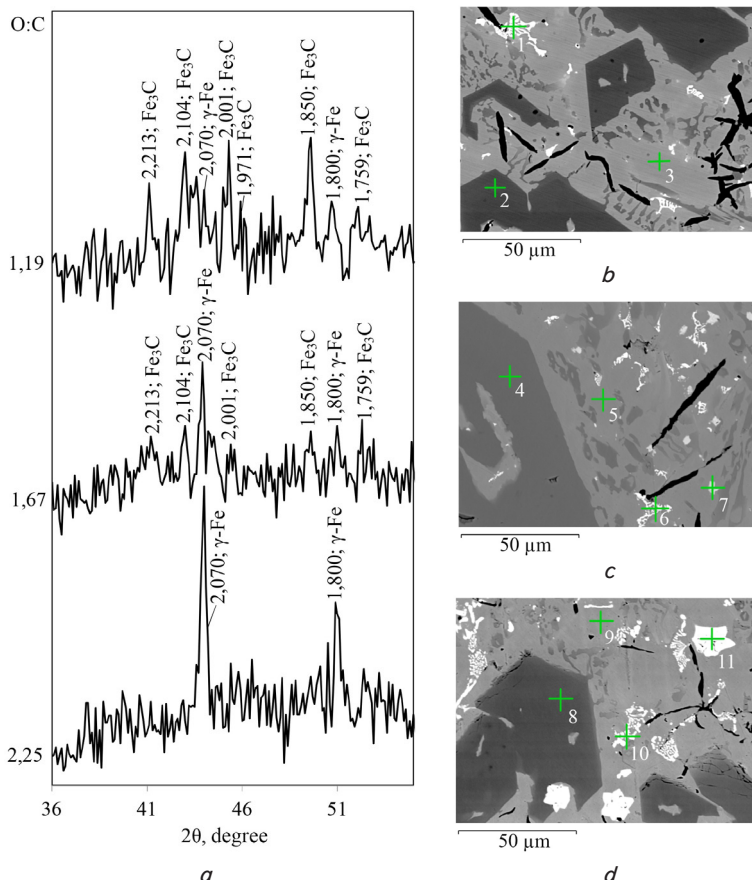 O:C
2,213; Fe₃C
2,104; Fe₃C
2,070; γ-Fe
2,001; Fe₃C
1,971; Fe₃C
1,850; Fe₃C
1,800; γ-Fe
1,759; Fe₃C
1,19
2,213; Fe₃C
2,104; Fe₃C
2,070; γ-Fe
2,001; Fe₃C
1,850; Fe₃C
1,800; γ-Fe
1,759; Fe₃C
1,67
2,070; γ-Fe
1,800; γ-Fe
2,25
36 41 46 51
2θ, degree
a
1
2
3
50 µm
b
4
5
6
7
50 µm
c
8
9
10
11
50 µm
d